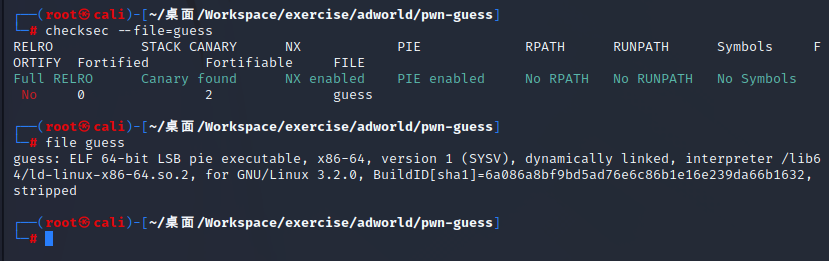 ┌──(root㉿cali)-[~/桌面/Workspace/exercise/adworld/pwn-guess]
└─# checksec --file=guess
RELRO STACK CANARY NX PIE RPATH RUNPATH Symbols F
ORTIFY Fortified Fortifiable FILE
Full RELRO Canary found NX enabled PIE enabled No RPATH No RUNPATH No Symbols
No 0 2 guess
┌──(root㉿cali)-[~/桌面/Workspace/exercise/adworld/pwn-guess]
└─# file guess
guess: ELF 64-bit LSB pie executable, x86-64, version 1 (SYSV), dynamically linked, interpreter /lib6
4/ld-linux-x86-64.so.2, for GNU/Linux 3.2.0, BuildID[sha1]=6a086a8bf9bd5ad76e6c86b1e16e239da66b1632,
stripped
┌──(root㉿cali)-[~/桌面/Workspace/exercise/adworld/pwn-guess]
└─#